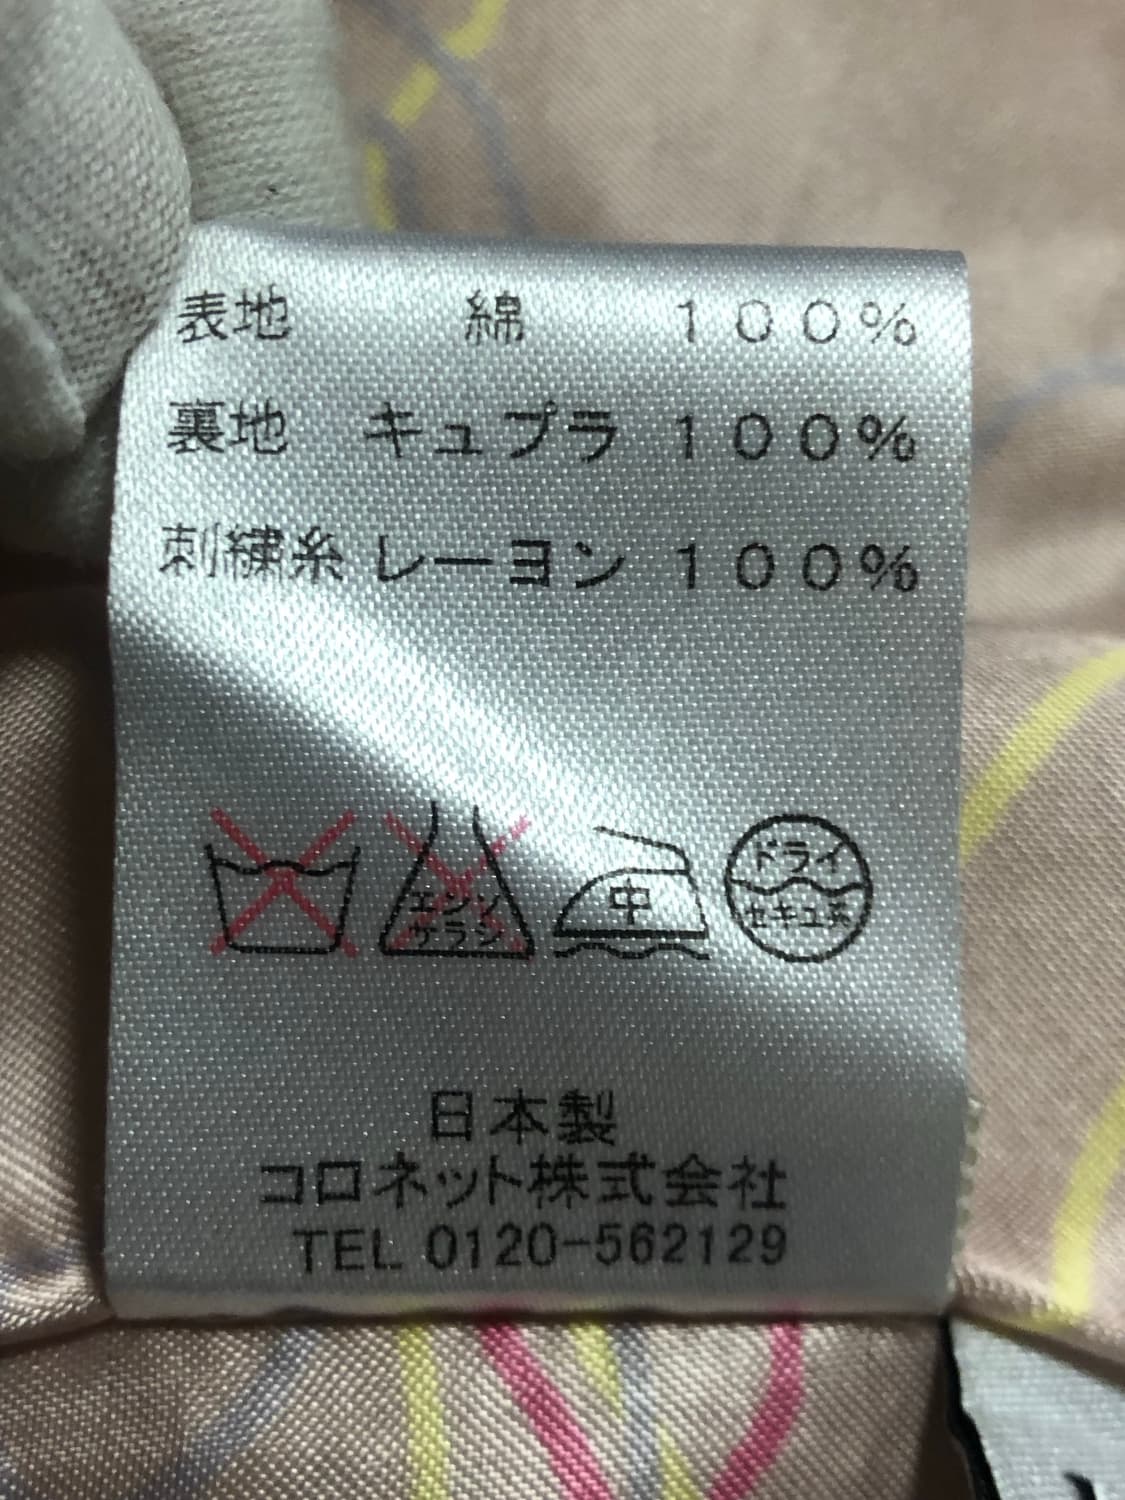 表地 綿 100%
裏地 キュプラ 100%
刺繍糸 レーヨン 100%
エンソ
サラシ
中
ドライ
セキユ系
日本製
コロネット株式会社
TEL 0120-562129